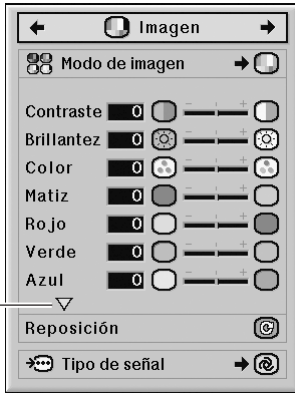 Imagen
Modo de imagen
Contraste 0
Brillantez 0
Color 0
Matiz 0
Rojo 0
Verde 0
Azul 0
Reposición
Tipo de señal